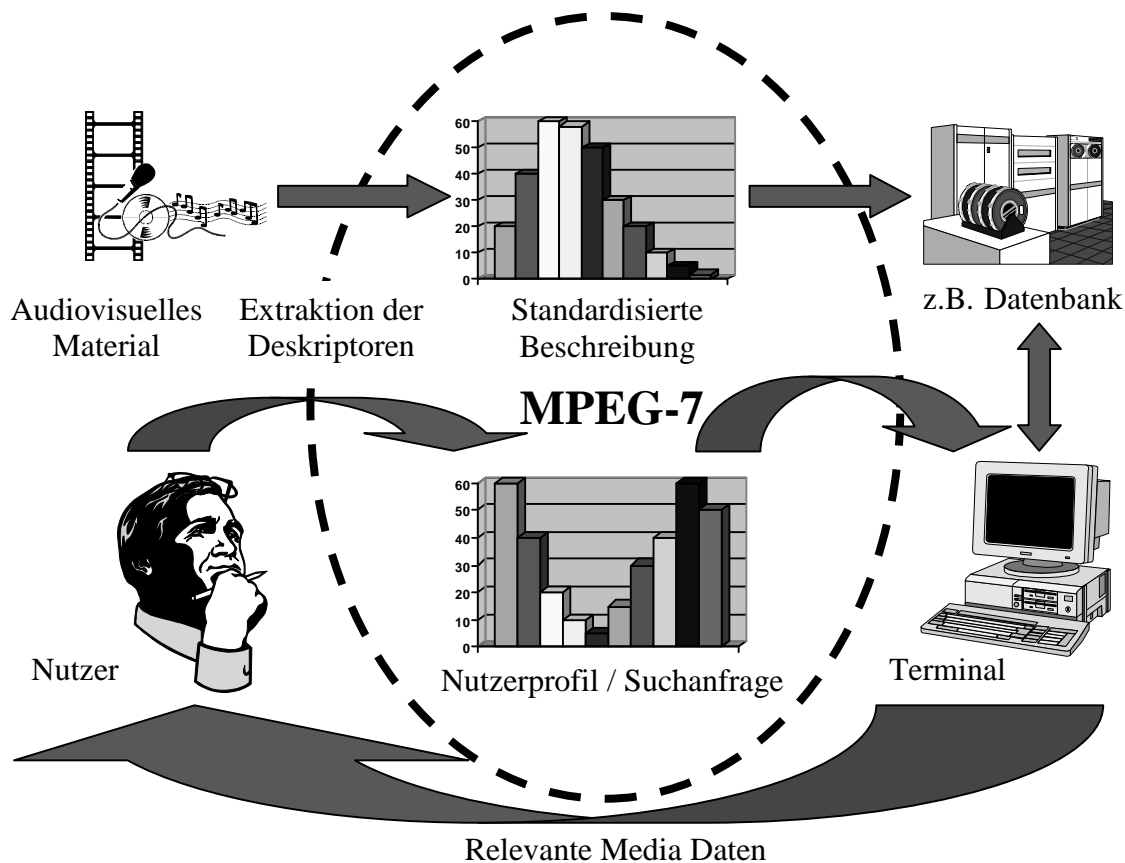 60
50
40
30
20
10
0
Audiovisuelles
Material
Extraktion der
Deskriptoren
Standardisierte
Beschreibung
z.B. Datenbank
MPEG-7
60
50
40
30
20
10
0
Nutzer
Nutzerprofil / Suchanfrage
Terminal
Relevante Media Daten